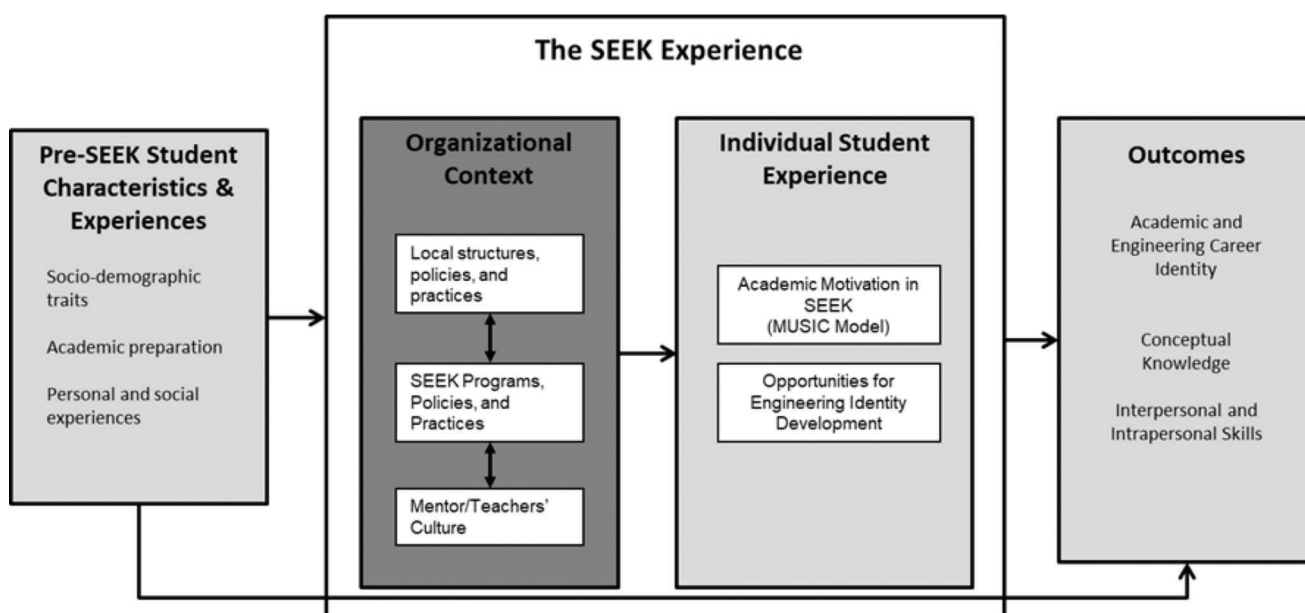 The SEEK Experience
Pre-SEEK Student
Characteristics &
Experiences
Socio-demographic
traits
Academic preparation
Personal and social
experiences
Organizational
Context
Local structures,
policies, and
practices
SEEK Programs,
Policies, and
Practices
Mentor/Teachers'
Culture
Individual Student
Experience
Academic Motivation in
SEEK
(MUSIC Model)
Opportunities for
Engineering Identity
Development
Outcomes
Academic and
Engineering Career
Identity
Conceptual
Knowledge
Interpersonal and
Intrapersonal Skills